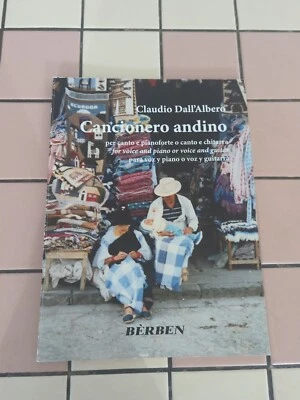 Claudio Dall'Albero
Cancionero andino
per canto e pianoforte o canto e chitarra
for voice and piano or voice and guitar
para voz y piano o voz y guitarra
BÈRBEN